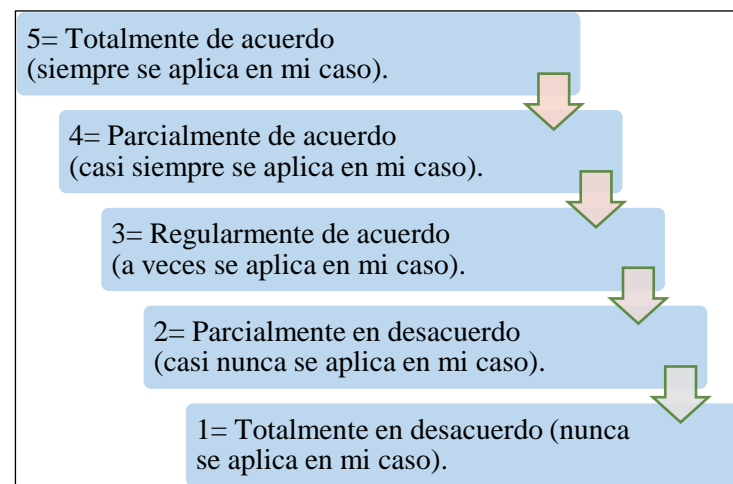 5= Totalmente de acuerdo
(siempre se aplica en mi caso).
4= Parcialmente de acuerdo
(casi siempre se aplica en mi caso).
3= Regularmente de acuerdo
(a veces se aplica en mi caso).
2= Parcialmente en desacuerdo
(casi nunca se aplica en mi caso).
1= Totalmente en desacuerdo (nunca
se aplica en mi caso).